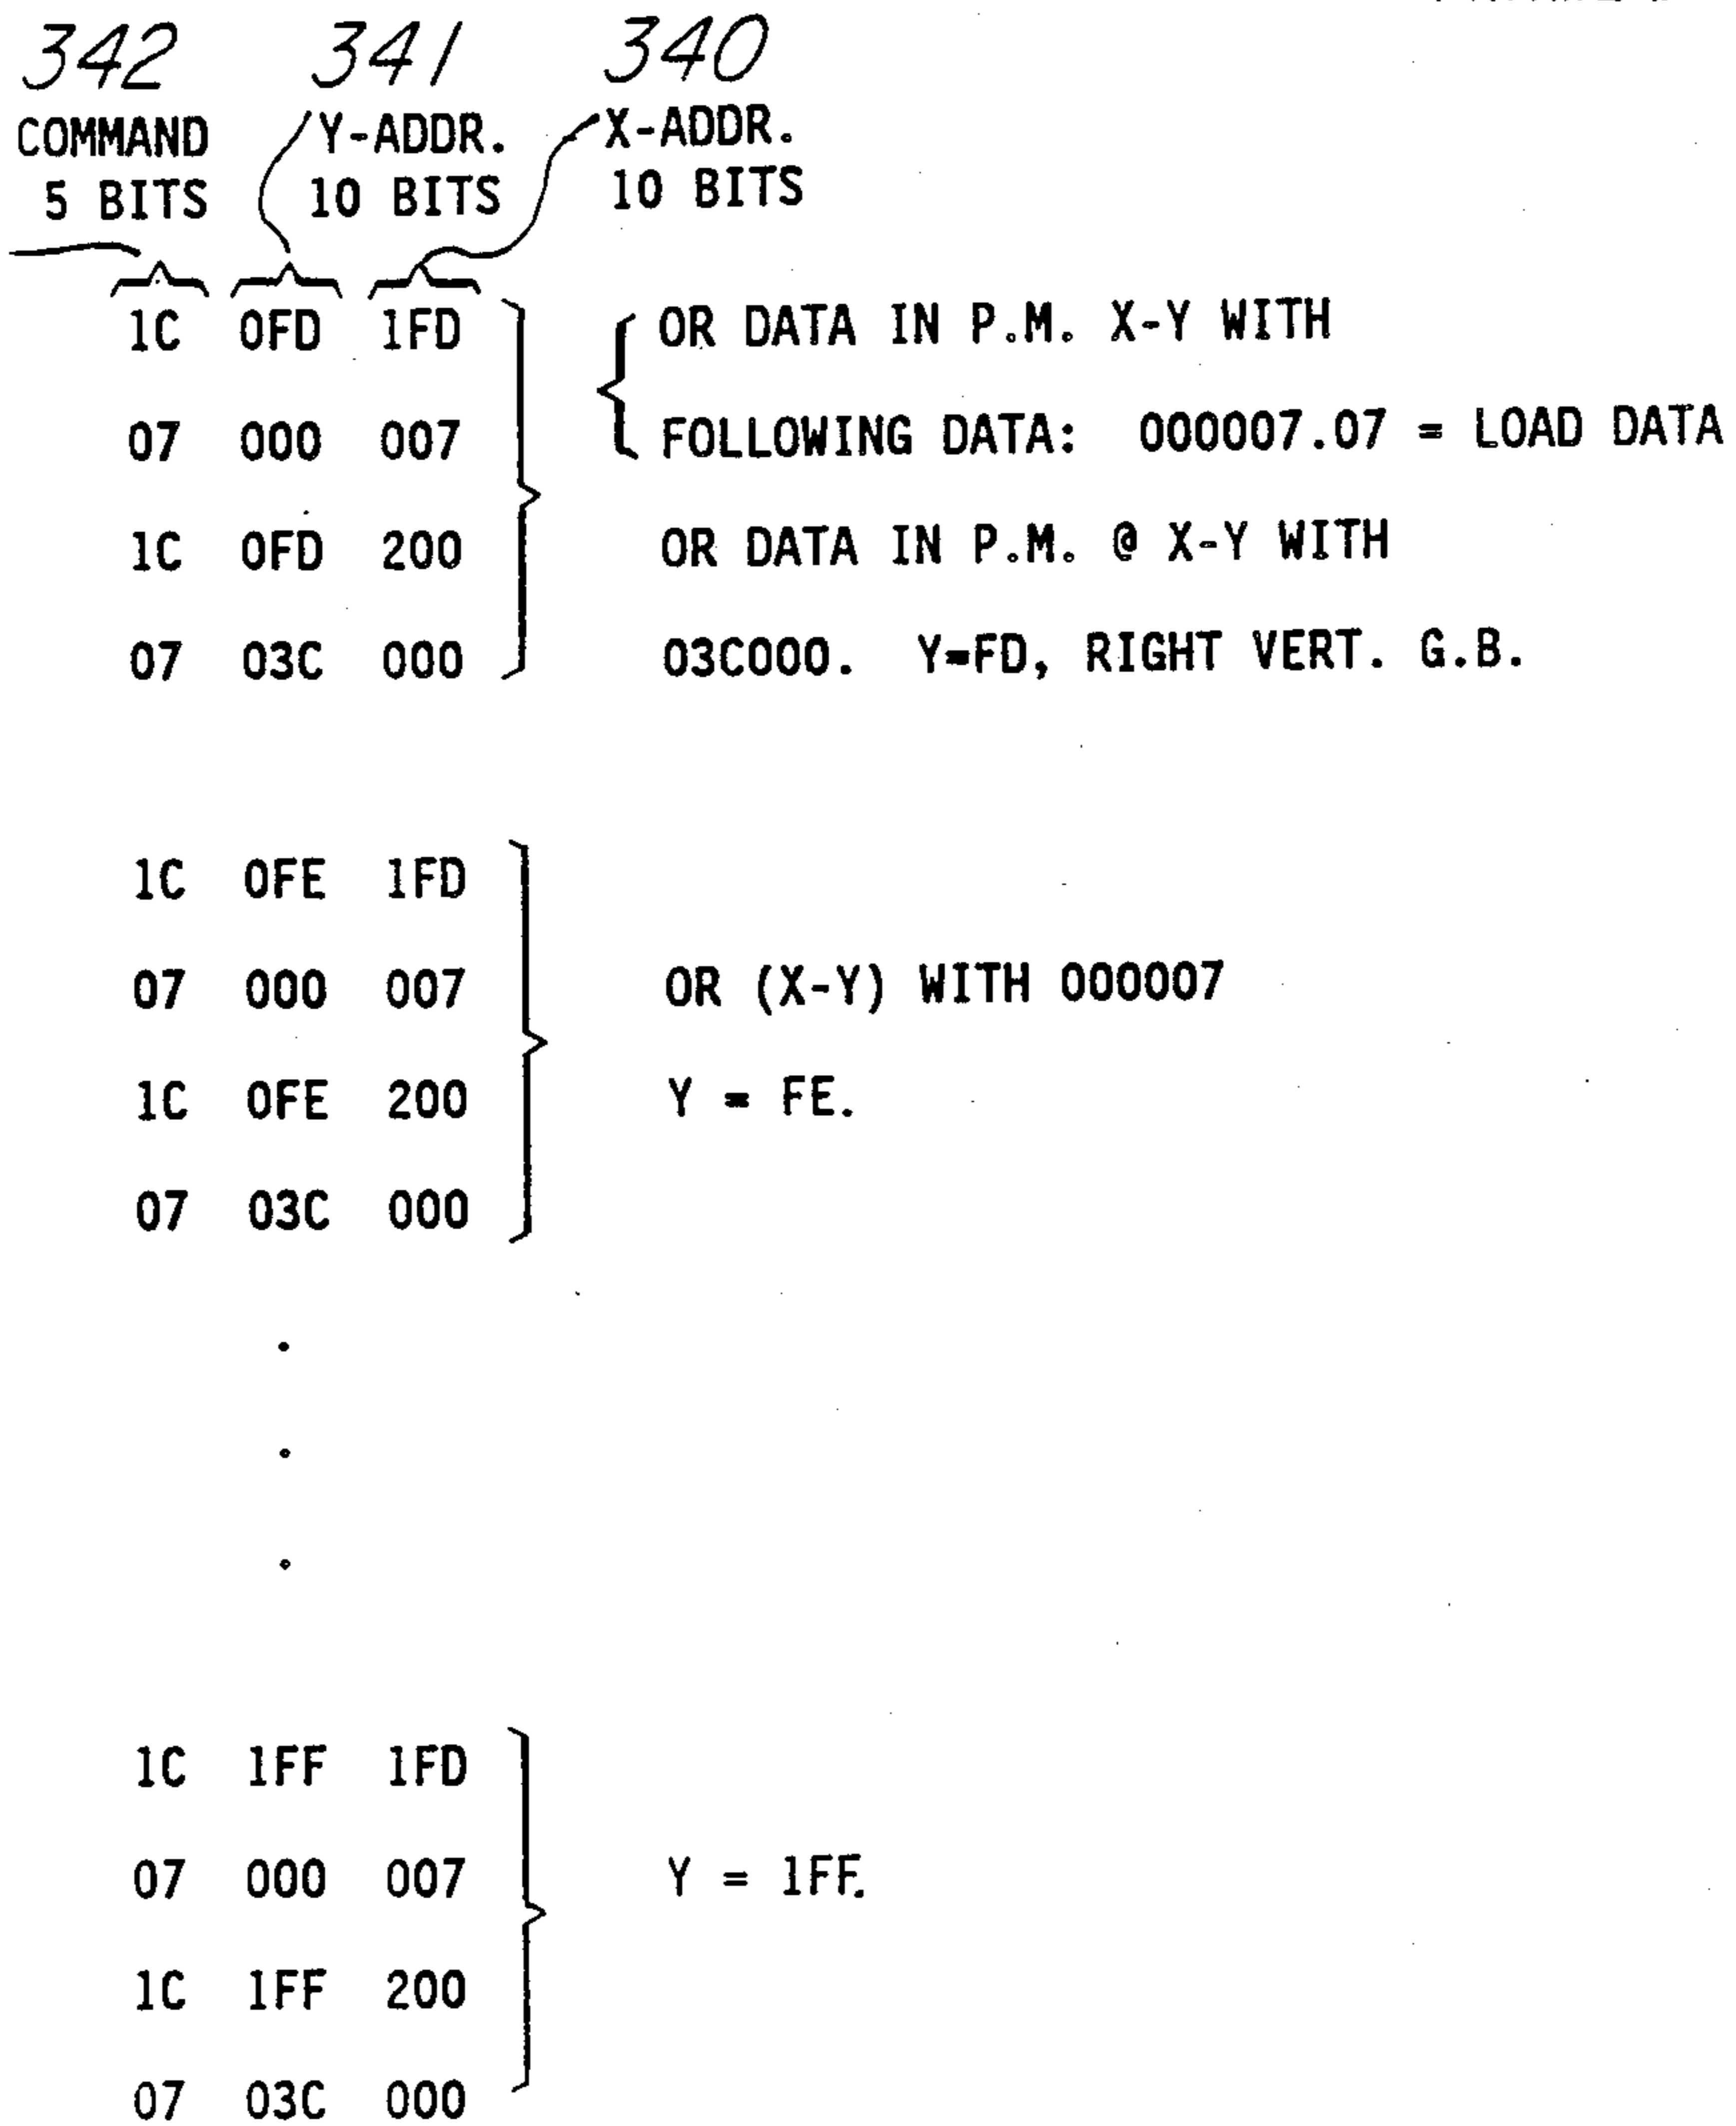 342 341 340
COMMAND Y-ADDR. X-ADDR.
5 BITS 10 BITS 10 BITS
1C 0FD 1FD OR DATA IN P.M. X-Y WITH
07 000 007 FOLLOWING DATA: 000007.07 = LOAD DATA
1C 0FD 200 OR DATA IN P.M. @ X-Y WITH
07 03C 000 03C000. Y=FD, RIGHT VERT. G.B.
1C 0FE 1FD
07 000 007 OR (X-Y) WITH 000007
1C 0FE 200 Y = FE.
07 03C 000
1C 1FF 1FD
07 000 007 Y = 1FF.
1C 1FF 200
07 03C 000